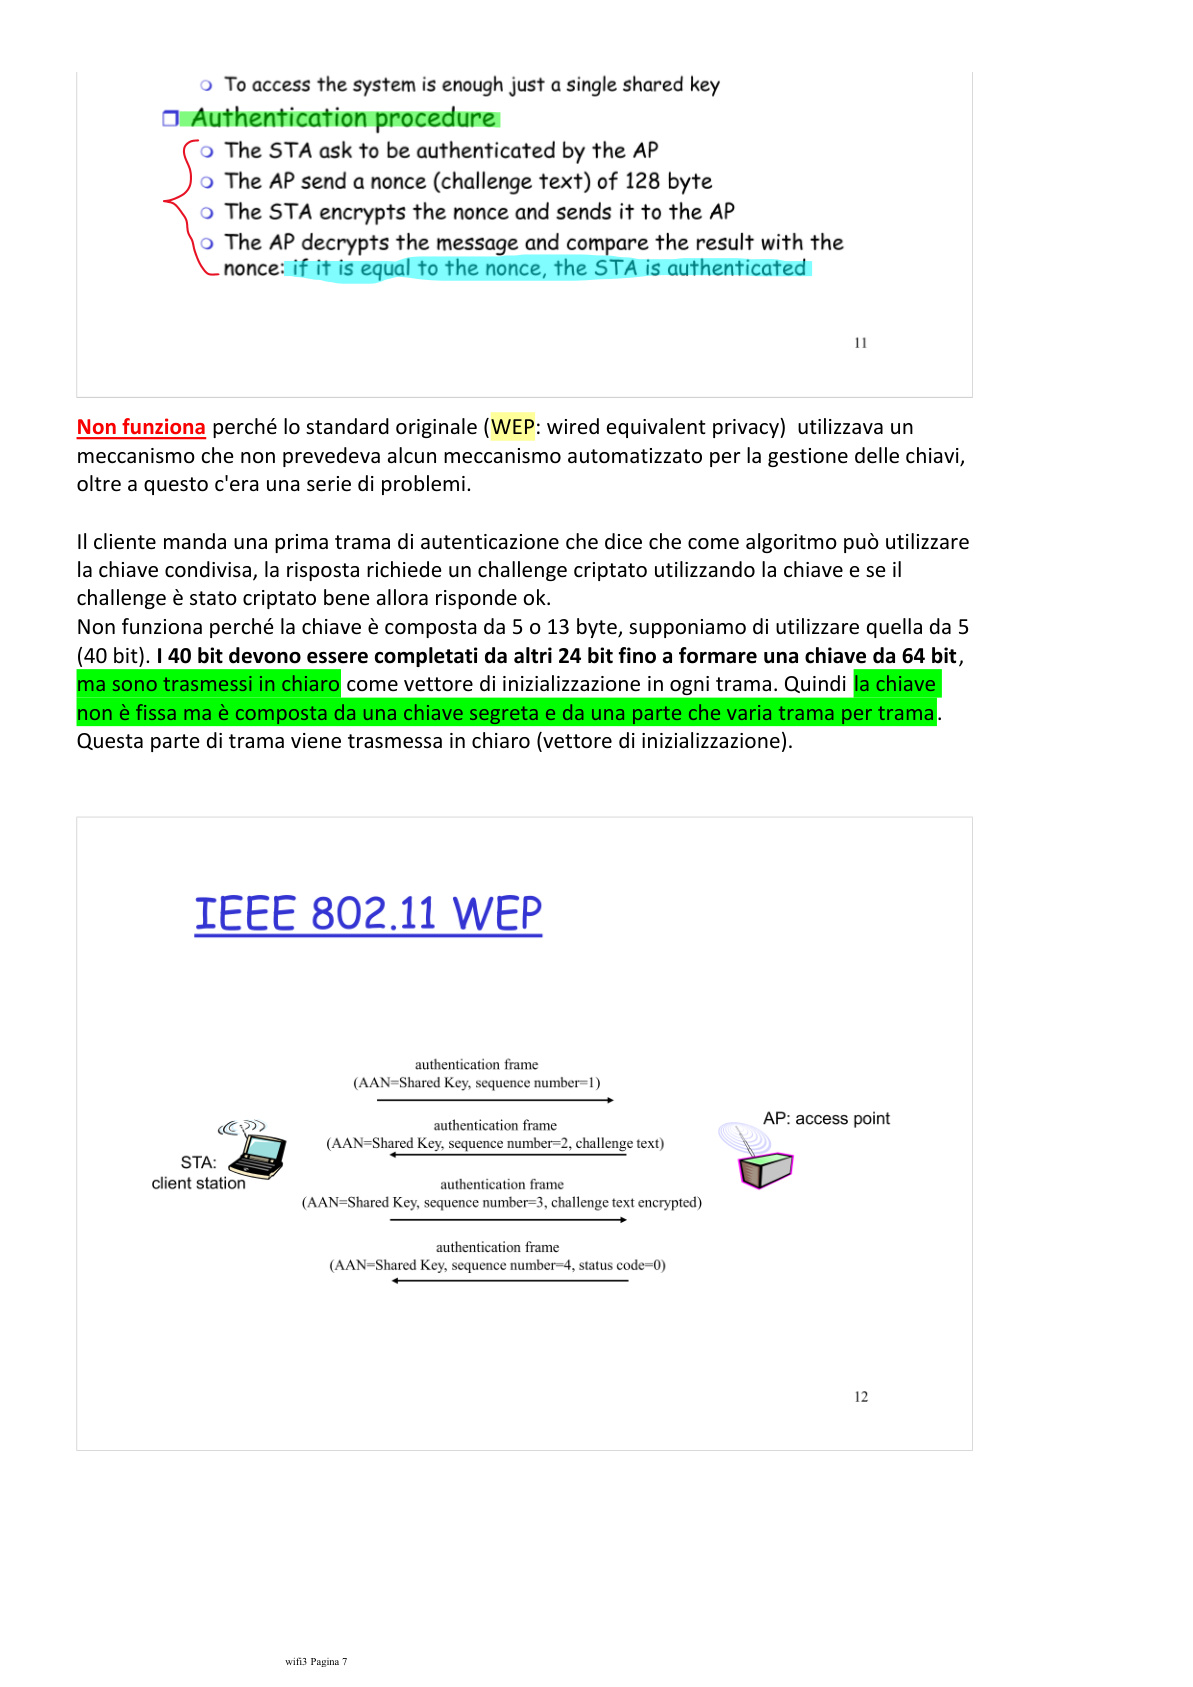 To access the system is enough just a single shared key
Authentication procedure
The STA ask to be authenticated by the AP
The AP send a nonce (challenge text) of 128 byte
The STA encrypts the nonce and sends it to the AP
The AP decrypts the message and compare the result with the
nonce: if it is equal to the nonce, the STA is authenticated
11
Non funziona perché lo standard originale (WEP: wired equivalent privacy)  utilizzava un
meccanismo che non prevedeva alcun meccanismo automatizzato per la gestione delle chiavi,
oltre a questo c'era una serie di problemi.
Il cliente manda una prima trama di autenticazione che dice che come algoritmo può utilizzare
la chiave condivisa, la risposta richiede un challenge criptato utilizzando la chiave e se il
challenge è stato criptato bene allora risponde ok.
Non funziona perché la chiave è composta da 5 o 13 byte, supponiamo di utilizzare quella da 5
(40 bit). I 40 bit devono essere completati da altri 24 bit fino a formare una chiave da 64 bit,
ma sono trasmessi in chiaro come vettore di inizializzazione in ogni trama. Quindi la chiave
non è fissa ma è composta da una chiave segreta e da una parte che varia trama per trama.
Questa parte di trama viene trasmessa in chiaro (vettore di inizializzazione).
IEEE 802.11 WEP
authentication frame
(AAN=Shared Key, sequence number=1)
AP: access point
authentication frame
(AAN=Shared Key, sequence number=2, challenge text)
STA:
client station
authentication frame
(AAN=Shared Key, sequence number=3, challenge text encrypted)
authentication frame
(AAN=Shared Key, sequence number=4, status code=0)
12
wifi3 Pagina 7